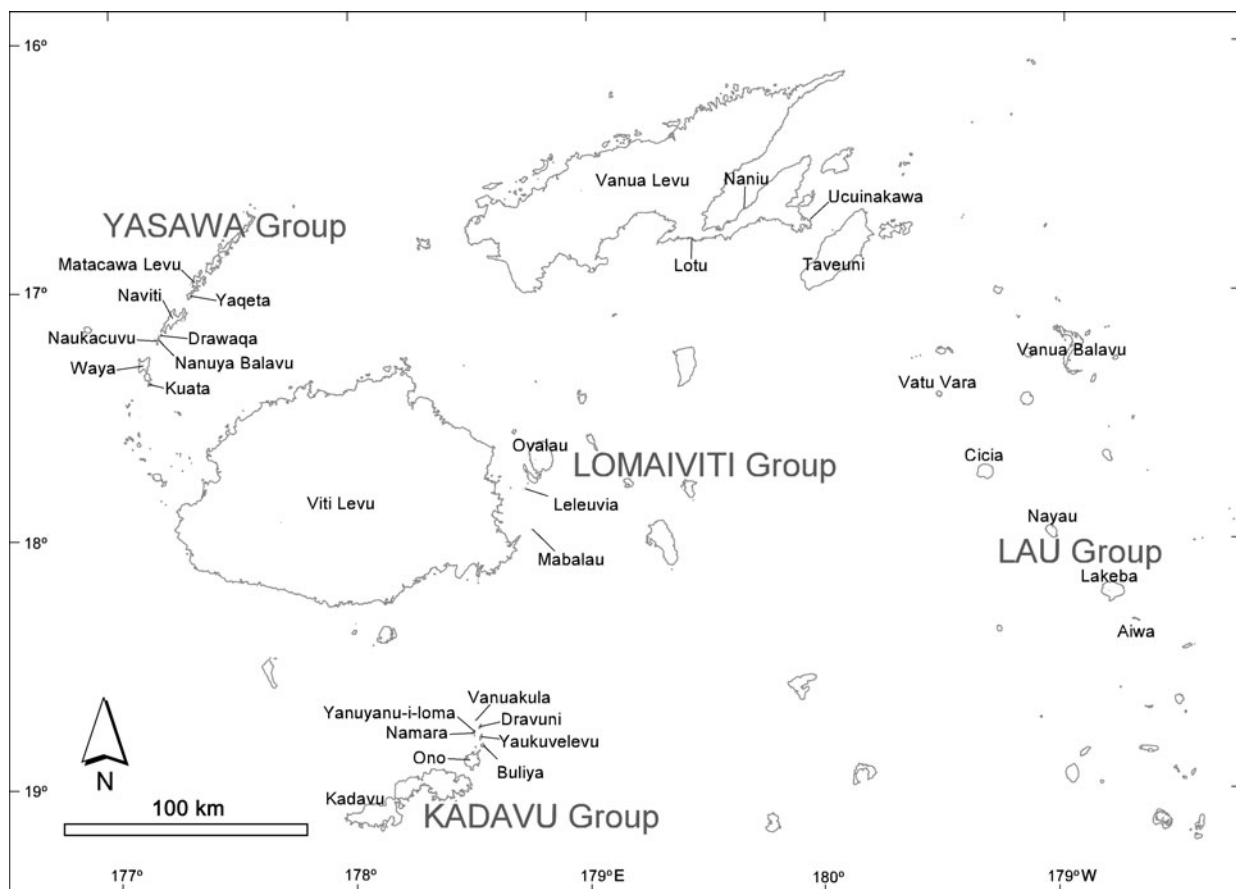 16º
Vanua Levu
Naniu
Ucuinakawa
YASAWA Group
Matacawa Levu
Lotu
Taveuni
17º
Naviti
Yaqeta
Naukacuvu
Drawaqa
Nanuya Balavu
Waya
Kuata
Vanua Balavu
Vatu Vara
Ovalau
LOMAIVITI Group
Cicia
Viti Levu
Leleuvia
Nayau
18º
Mabalau
LAU Group
Lakeba
Aiwa
Vanuakula
Yanuyanu-i-loma
Dravuni
Namara
Yaukuvelevu
Ono
Buliya
N
19º
100 km
Kadavu
KADAVU Group
177º
178º
179ºE
180º
179ºW